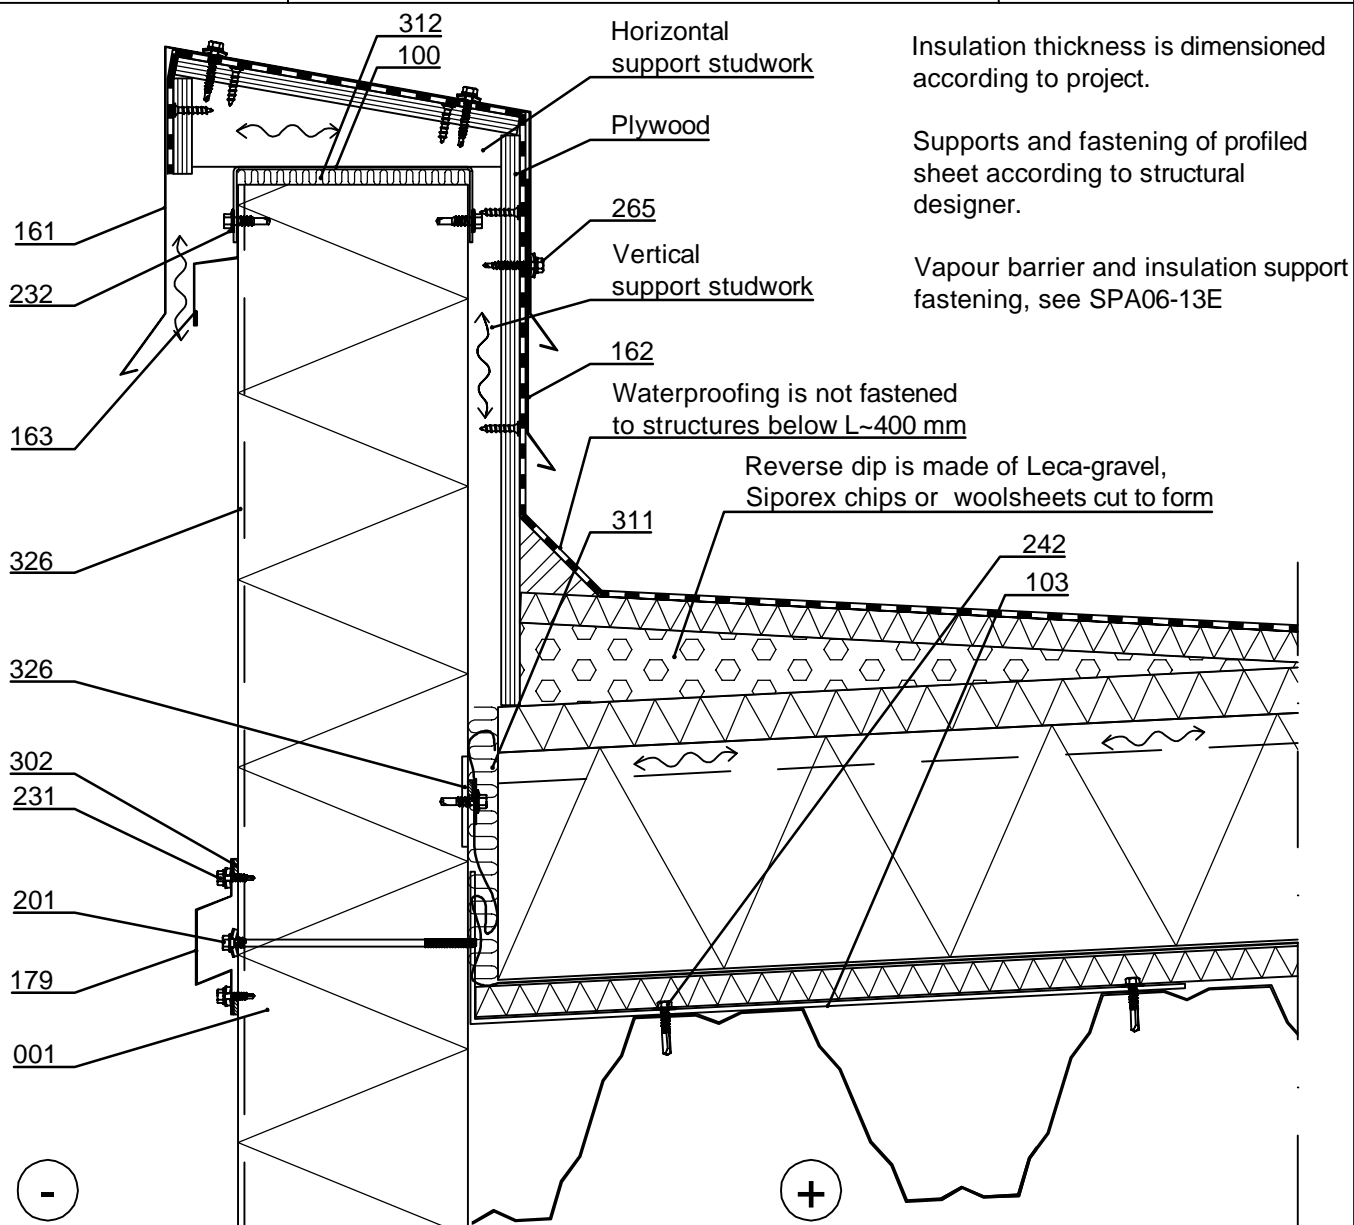 312
100
Horizontal
support studwork
Insulation thickness is dimensioned
according to project.
Plywood
Supports and fastening of profiled
sheet according to structural
designer.
161
265
232
Vertical
support studwork
Vapour barrier and insulation support
fastening, see SPA06-13E
162
163
Waterproofing is not fastened
to structures below L~400 mm
Reverse dip is made of Leca-gravel,
Siporex chips or woolsheets cut to form
326
311
242
103
326
302
231
201
179
001
-
+